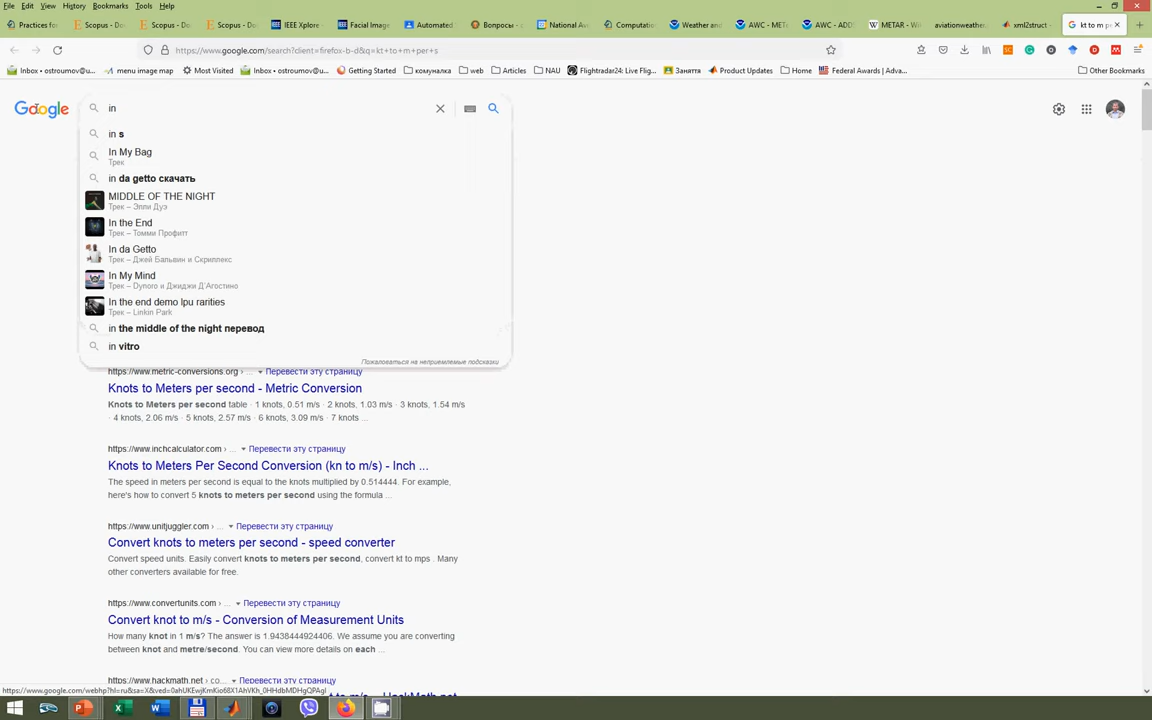 File Edit View History Bookmarks Tools Help
Practices for
Scopus - Do
Scopus - Do
Scopus - Do
IEEE Xplore
Facial Image
Automated
Вопросы -
National Av
Computatio
Weather and
AWC - MET
AWC - ADD
METAR - Wi
aviationweather
xml2struct -
kt to m pe
https://www.google.com/search?client=firefox-b-d&q=kt+to+m+per+s
Inbox • ostroumov@u...
menu image map
Most Visited
Inbox • ostroumov@u...
Getting Started
комуналка
web
Articles
NAU
Flightradar24: Live Flig...
Заняття
Product Updates
Home
Federal Awards | Adva...
Other Bookmarks
Google
in
in s
In My Bag
Трек
in da getto скачать
MIDDLE OF THE NIGHT
Трек – Элли Дуэ
In the End
Трек – Томми Профитт
In da Getto
Трек – Джей Бальвин и Скриллекс
In My Mind
Трек – Dynoro и Джиджи Д'Агостино
In the end demo lpu rarities
Трек – Linkin Park
in the middle of the night перевод
in vitro
Пожаловаться на неприемлемые подсказки
https://www.metric-conversions.org › ... Перевести эту страницу
Knots to Meters per second - Metric Conversion
Knots to Meters per second table · 1 knots, 0.51 m/s · 2 knots, 1.03 m/s · 3 knots, 1.54 m/s
· 4 knots, 2.06 m/s · 5 knots, 2.57 m/s · 6 knots, 3.09 m/s · 7 knots ...
https://www.inchcalculator.com › ... Перевести эту страницу
Knots to Meters Per Second Conversion (kn to m/s) - Inch ...
The speed in meters per second is equal to the knots multiplied by 0.514444. For example,
here's how to convert 5 knots to meters per second using the formula ...
https://www.unitjuggler.com › ... Перевести эту страницу
Convert knots to meters per second - speed converter
Convert speed units. Easily convert knots to meters per second, convert kt to mps . Many
other converters available for free.
https://www.convertunits.com › ... Перевести эту страницу
Convert knot to m/s - Conversion of Measurement Units
How many knot in 1 m/s? The answer is 1.9438444924406. We assume you are converting
between knot and metre/second. You can view more details on each ...
https://www.hackmath.net › co... Перевести эту страницу